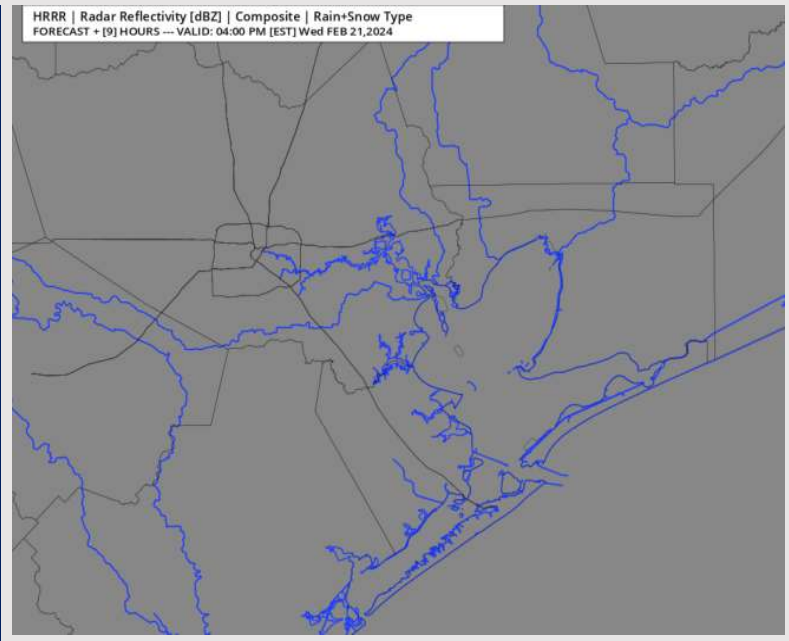 HRRR | Radar Reflectivity [dBZ] | Composite | Rain+Snow Type
FORECAST + [9] HOURS --- VALID: 04:00 PM [EST] Wed FEB 21,2024